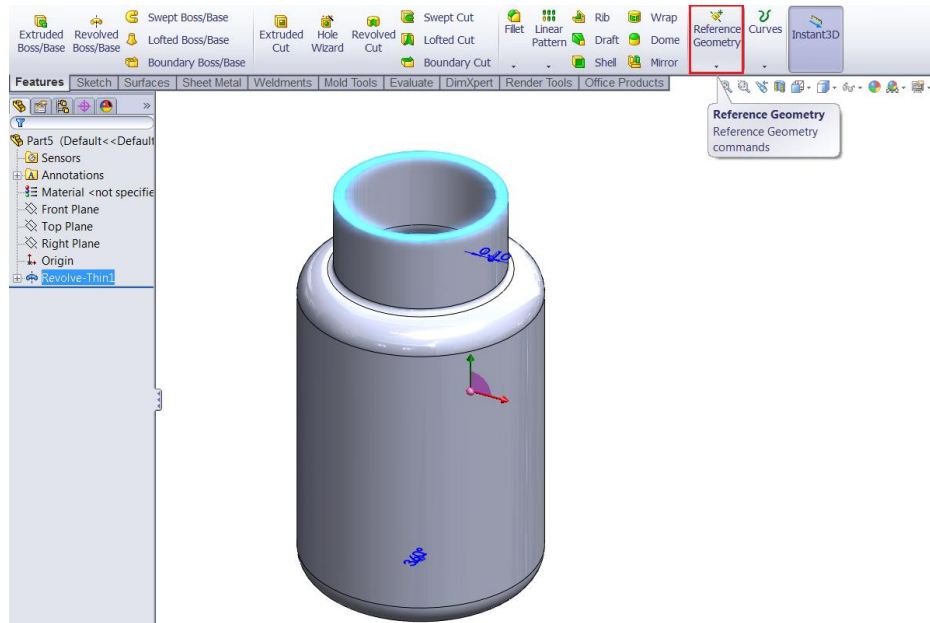 Extruded Boss/Base
Revolved Boss/Base
Swept Boss/Base
Lofted Boss/Base
Boundary Boss/Base
Extruded Cut
Hole Wizard
Revolved Cut
Swept Cut
Lofted Cut
Boundary Cut
Fillet
Linear Pattern
Rib
Draft
Shell
Wrap
Dome
Mirror
Reference Geometry
Curves
Instant3D
Features Sketch Surfaces Sheet Metal Weldments Mold Tools Evaluate DimXpert Render Tools Office Products
Reference Geometry
Reference Geometry
commands
Part5 (Default<<Default
Sensors
Annotations
Material <not specifie
Front Plane
Top Plane
Right Plane
Origin
Revolve-Thin1
0.10
360°